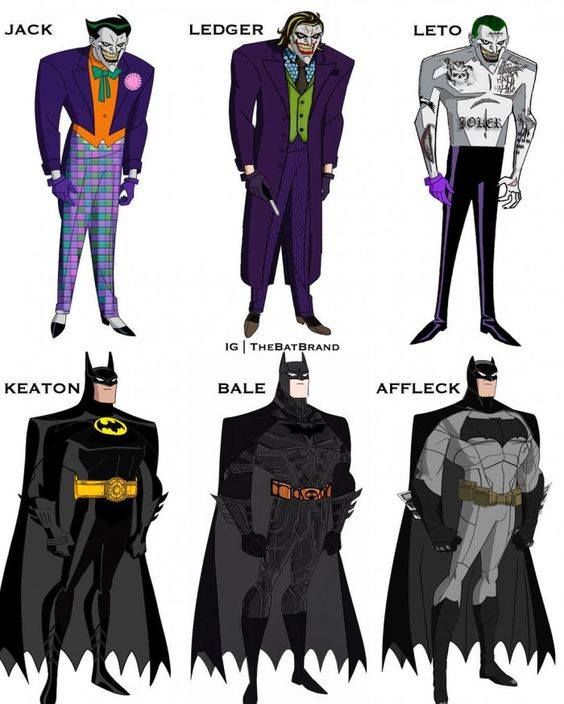 JACK
LEDGER
LETO
JOKER
IG | THEBATBRAND
KEATON
BALE
AFFLECK